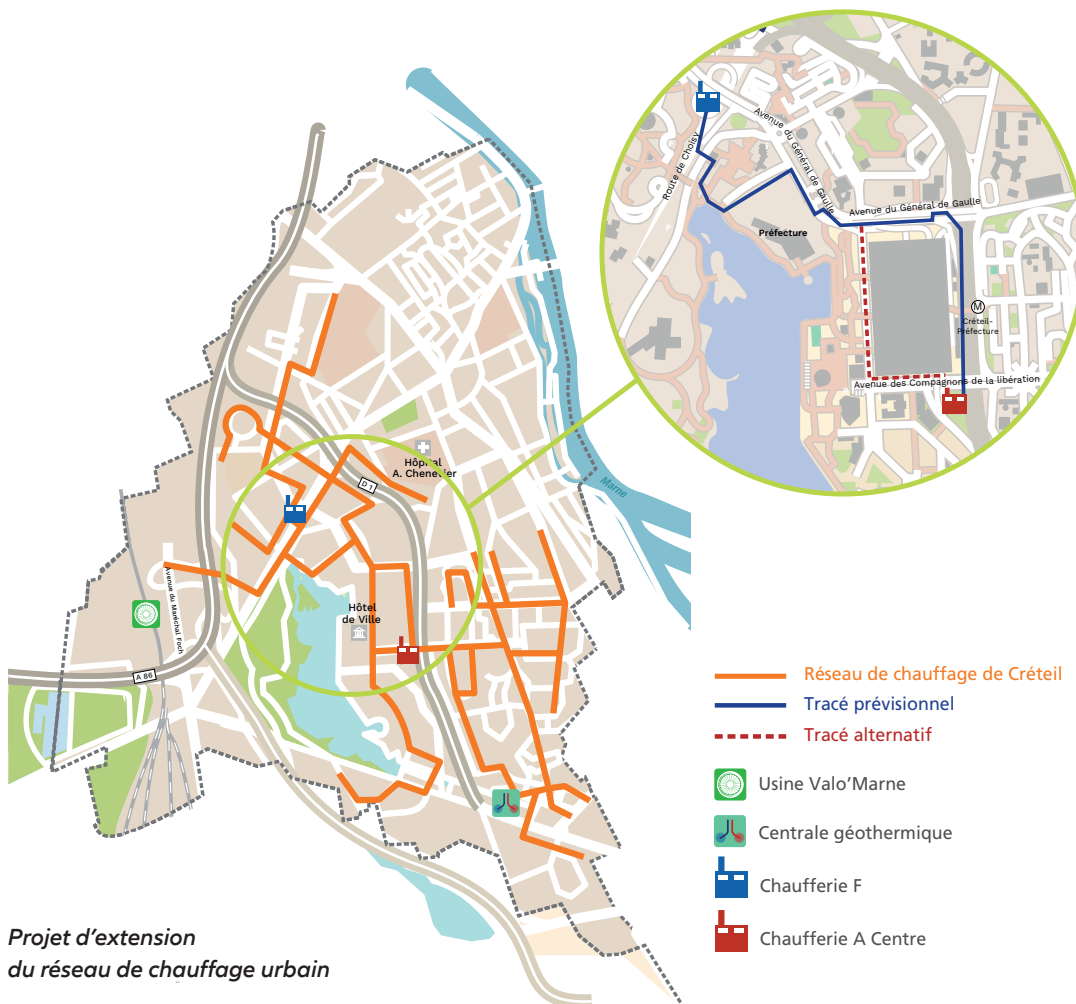 Avenue du Général de Gaulle
Route de Choisy
Avenue du Général de Gaulle
Préfecture
M
Créteil-
Préfecture
Avenue des Compagnons de la libération
Hôpital
A. Chenevier
D 1
Marne
Avenue du Maréchal Foch
Hôtel
de Ville
A 86
Réseau de chauffage de Créteil
Tracé prévisionnel
Tracé alternatif
Usine Valo’Marne
Centrale géothermique
Chaufferie F
Chaufferie A Centre
Projet d’extension
du réseau de chauffage urbain